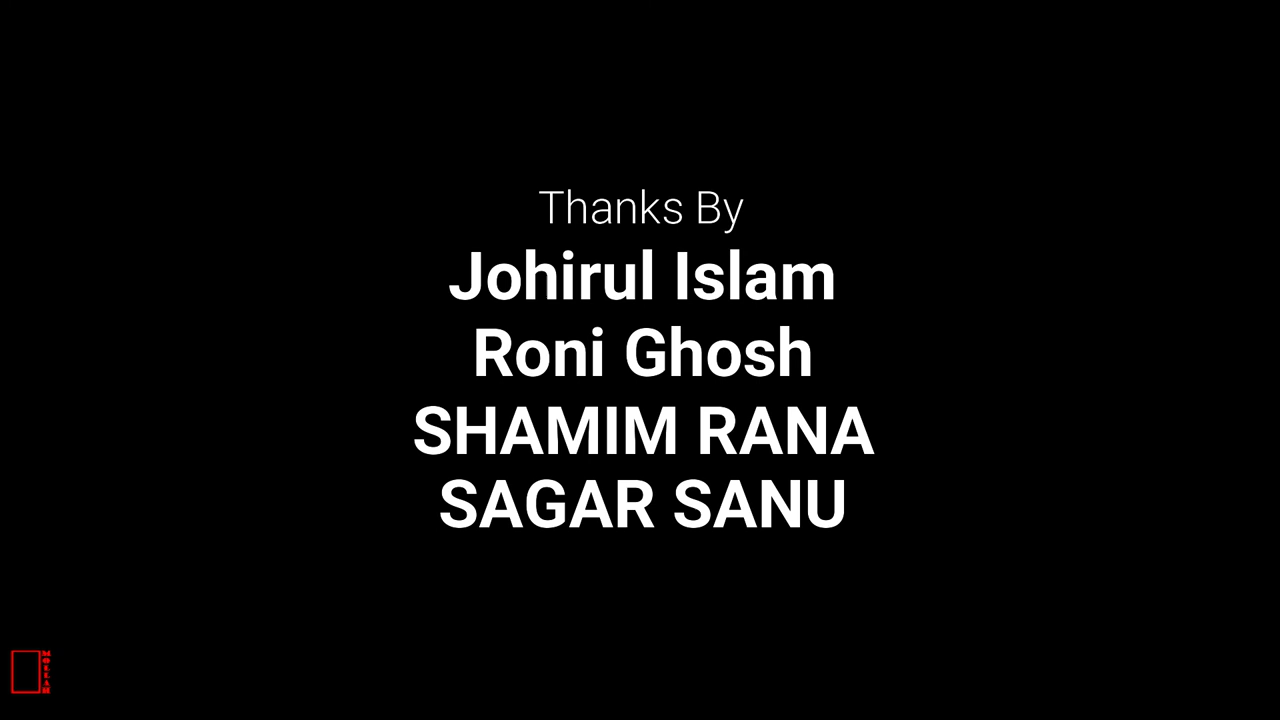 Thanks By
Johirul Islam
Roni Ghosh
SHAMIM RANA
SAGAR SANU